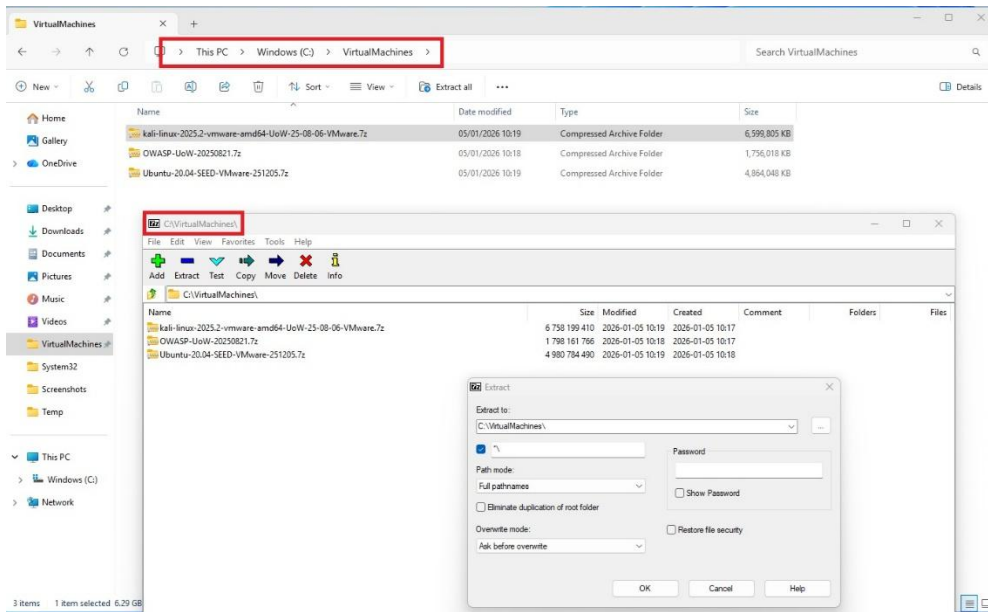 VirtualMachines
This PC > Windows (C:) > VirtualMachines >
Search VirtualMachines
New
Sort
View
Extract all
Details
Name
Date modified
Type
Size
Home
Gallery
OneDrive
Desktop
Downloads
Documents
Pictures
Music
Videos
VirtualMachines
System32
Screenshots
Temp
This PC
Windows (C:)
Network
kali-linux-2025.2-vmware-amd64-UoW-25-08-06-VMware.7z 05/01/2026 10:19 Compressed Archive Folder 6,599,805 KB
OWASP-UoW-20250821.7z 05/01/2026 10:18 Compressed Archive Folder 1,756,018 KB
Ubuntu-20.04-SEED-VMware-251205.7z 05/01/2026 10:19 Compressed Archive Folder 4,864,048 KB
C:\VirtualMachines\
File Edit View Favorites Tools Help
Add Extract Test Copy Move Delete Info
C:\VirtualMachines\
Name Size Modified Created Comment Folders Files
kali-linux-2025.2-vmware-amd64-UoW-25-08-06-VMware.7z 6 758 199 410 2026-01-05 10:19 2026-01-05 10:17
OWASP-UoW-20250821.7z 1 798 161 766 2026-01-05 10:18 2026-01-05 10:17
Ubuntu-20.04-SEED-VMware-251205.7z 4 980 784 490 2026-01-05 10:19 2026-01-05 10:18
7z Extract
Extract to:
C:\VirtualMachines\
...
*\
Password
Path mode:
Full pathnames
Show Password
Eliminate duplication of root folder
Overwrite mode:
Restore file security
Ask before overwrite
OK Cancel Help
3 items 1 item selected 6.29 GB